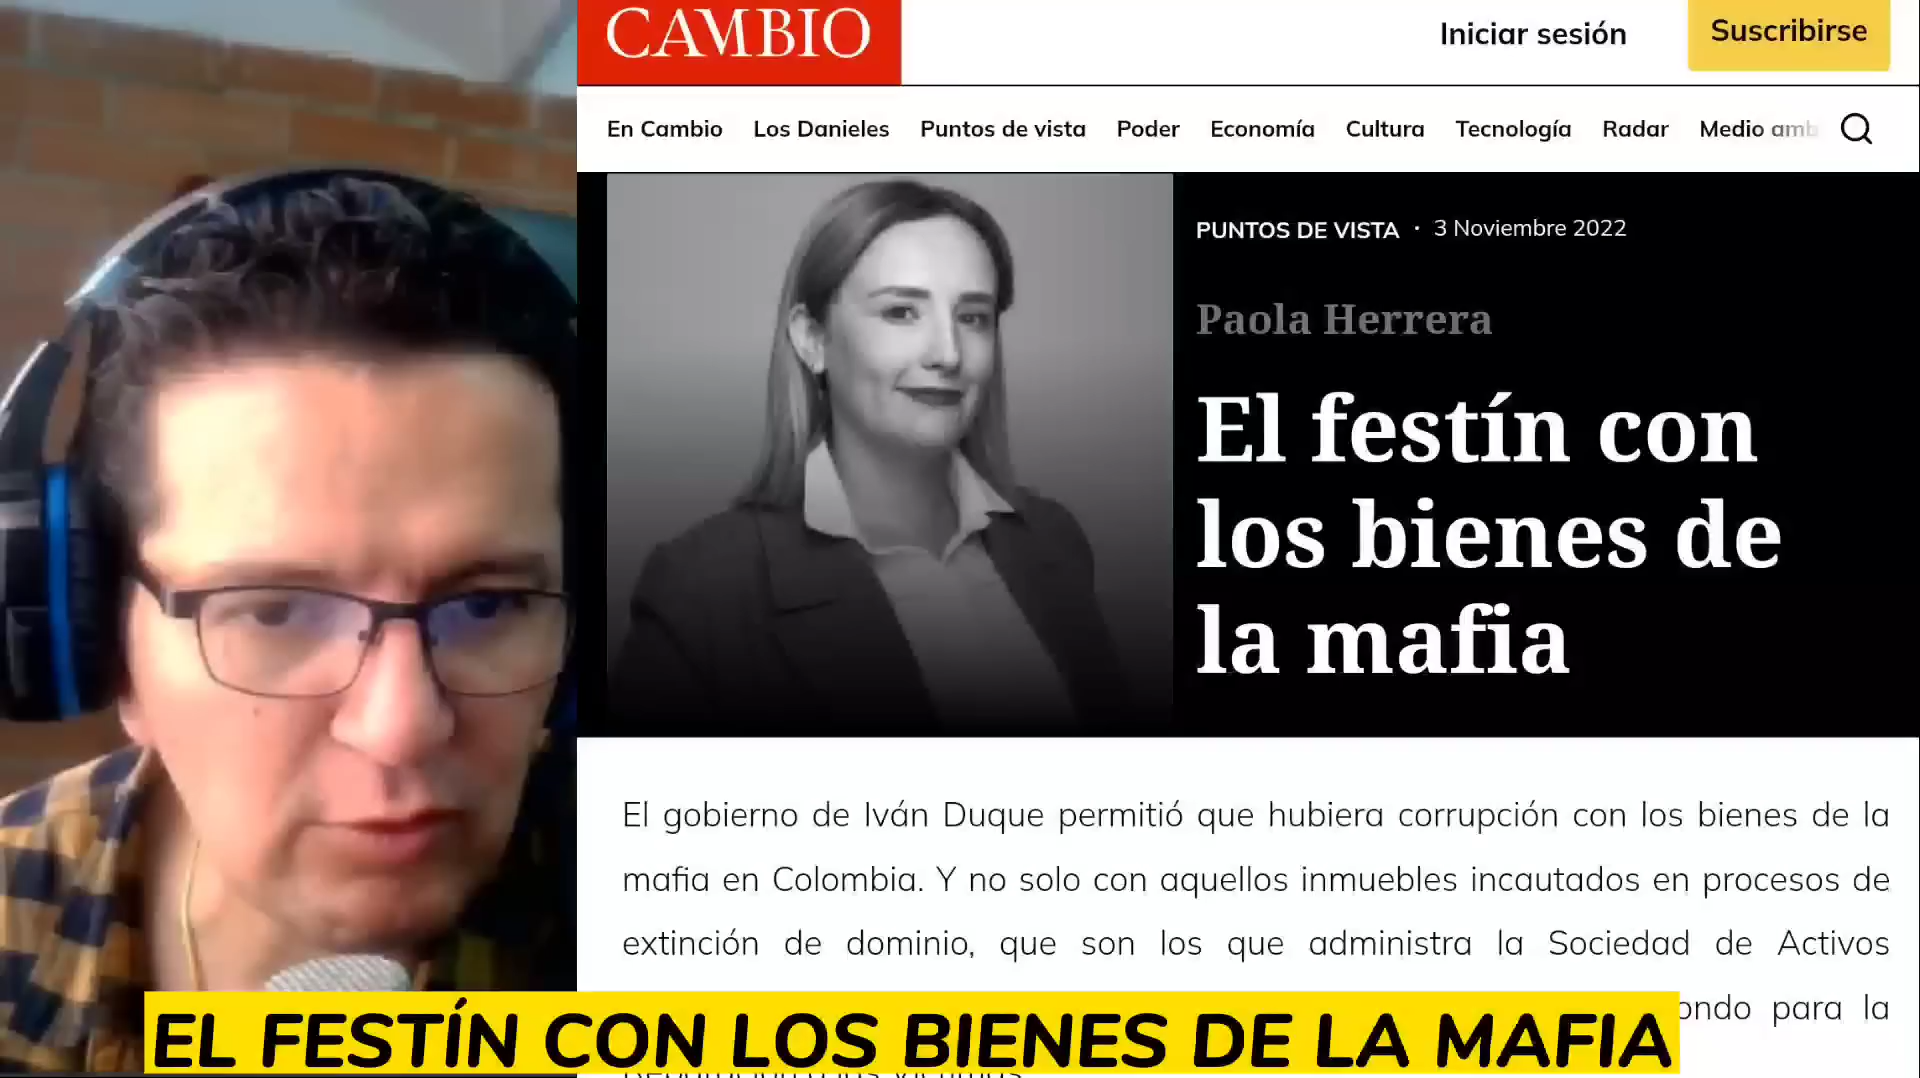 CAMBIO
Iniciar sesión
Suscribirse
En Cambio Los Danieles Puntos de vista Poder Economía Cultura Tecnología Radar Medio amb
PUNTOS DE VISTA · 3 Noviembre 2022
Paola Herrera
El festín con
los bienes de
la mafia
El gobierno de Iván Duque permitió que hubiera corrupción con los bienes de la
mafia en Colombia. Y no solo con aquellos inmuebles incautados en procesos de
extinción de dominio, que son los que administra la Sociedad de Activos
ondo para la
EL FESTÍN CON LOS BIENES DE LA MAFIA